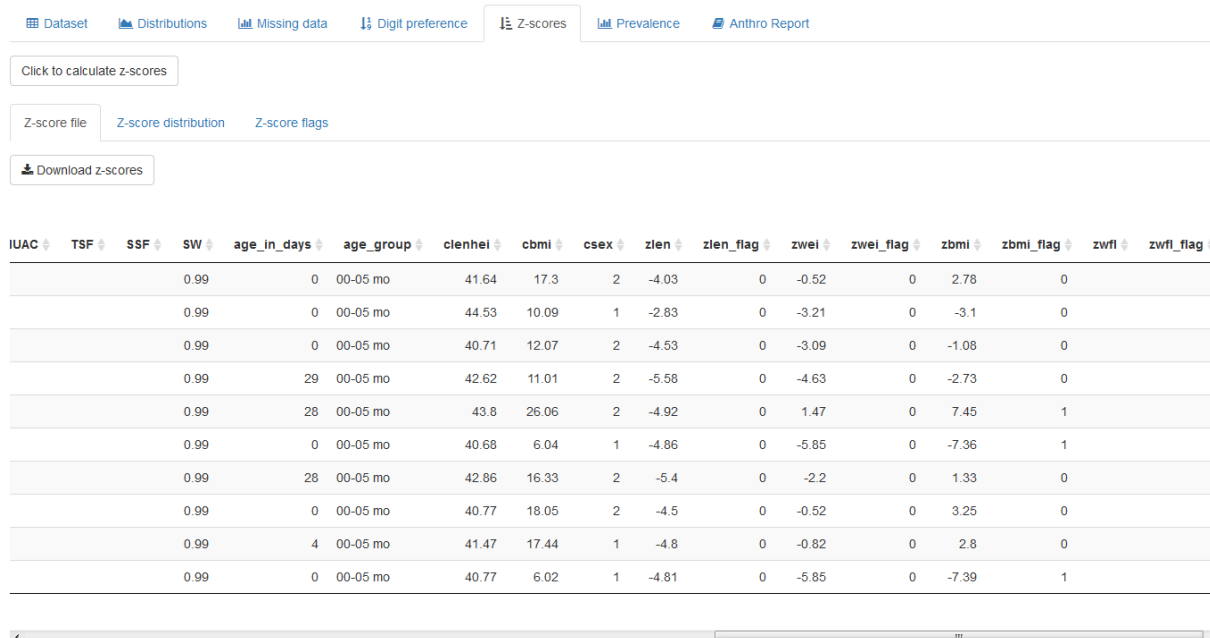 Dataset Distributions Missing data Digit preference Z-scores Prevalence Anthro Report
Click to calculate z-scores
Z-score file Z-score distribution Z-score flags
Download z-scores
IUAC TSF SSF SW age_in_days age_group clenhei cbmi csex zlen zlen_flag zwei zwei_flag zbmi zbmi_flag zwfl zwfl_flag
0.99 0 00-05 mo 41.64 17.3 2 -4.03 0 -0.52 0 2.78 0
0.99 0 00-05 mo 44.53 10.09 1 -2.83 0 -3.21 0 -3.1 0
0.99 0 00-05 mo 40.71 12.07 2 -4.53 0 -3.09 0 -1.08 0
0.99 29 00-05 mo 42.62 11.01 2 -5.58 0 -4.63 0 -2.73 0
0.99 28 00-05 mo 43.8 26.06 2 -4.92 0 1.47 0 7.45 1
0.99 0 00-05 mo 40.68 6.04 1 -4.86 0 -5.85 0 -7.36 1
0.99 28 00-05 mo 42.86 16.33 2 -5.4 0 -2.2 0 1.33 0
0.99 0 00-05 mo 40.77 18.05 2 -4.5 0 -0.52 0 3.25 0
0.99 4 00-05 mo 41.47 17.44 1 -4.8 0 -0.82 0 2.8 0
0.99 0 00-05 mo 40.77 6.02 1 -4.81 0 -5.85 0 -7.39 1